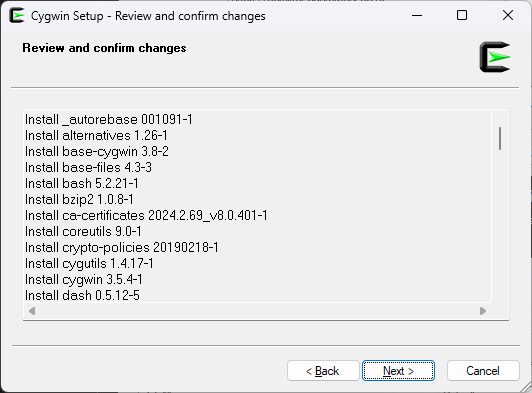 Cygwin Setup - Review and confirm changes
Review and confirm changes
Install _autorebase 001091-1
Install alternatives 1.26-1
Install base-cygwin 3.8-2
Install base-files 4.3-3
Install bash 5.2.21-1
Install bzip2 1.0.8-1
Install ca-certificates 2024.2.69_v8.0.401-1
Install coreutils 9.0-1
Install crypto-policies 20190218-1
Install cygutils 1.4.17-1
Install cygwin 3.5.4-1
Install dash 0.5.12-5
< Back Next > Cancel